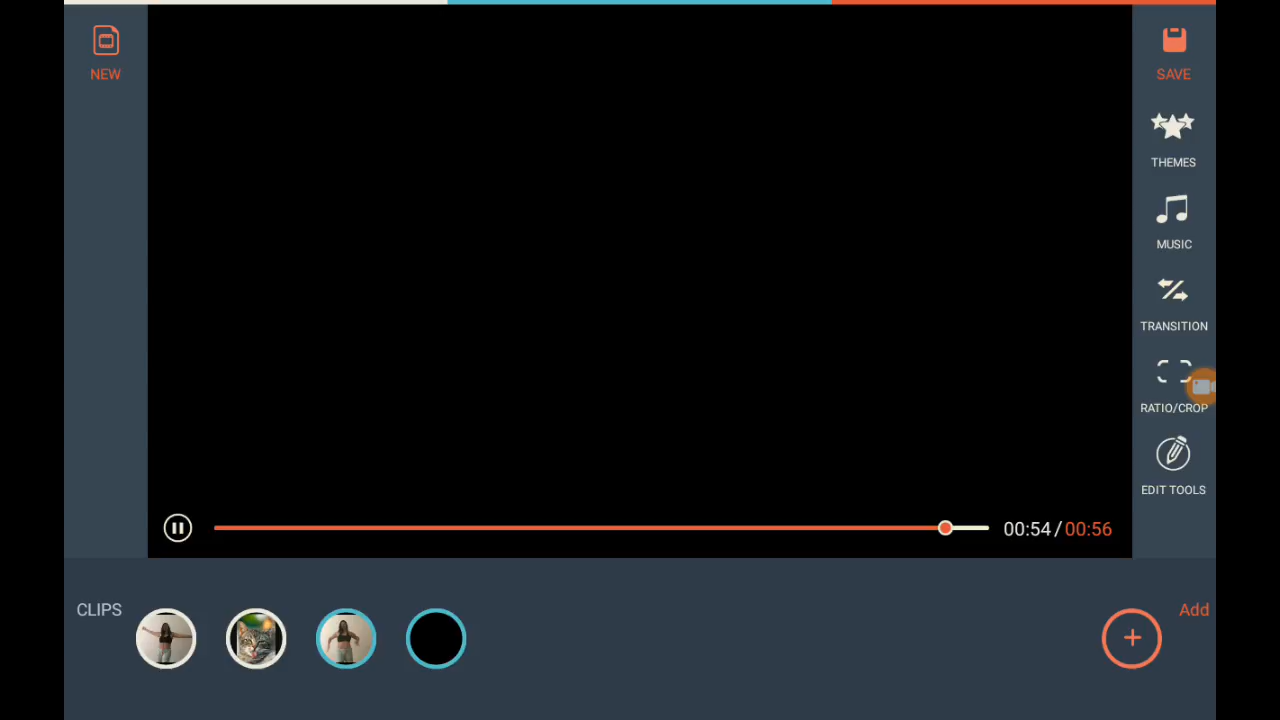 NEW
SAVE
THEMES
MUSIC
TRANSITION
RATIO/CROP
EDIT TOOLS
00:54/00:56
CLIPS
Add